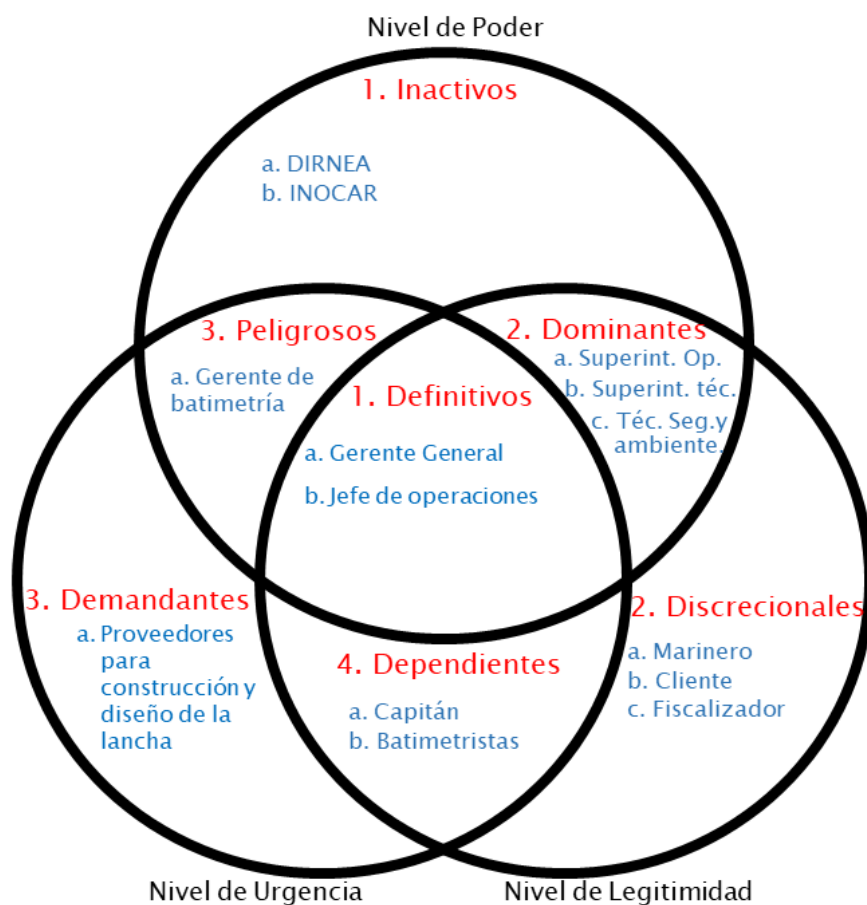 Nivel de Poder
1. Inactivos
a. DIRNEA
b. INOCAR
3. Peligrosos
a. Gerente de
batimetría
2. Dominantes
a. Superint. Op.
b. Superint. téc.
c. Téc. Seg.y
ambiente.
1. Definitivos
a. Gerente General
b. Jefe de operaciones
3. Demandantes
a. Proveedores
para
construcción y
diseño de la
lancha
4. Dependientes
a. Capitán
b. Batimetristas
2. Discrecionales
a. Marinero
b. Cliente
c. Fiscalizador
Nivel de Urgencia
Nivel de Legitimidad